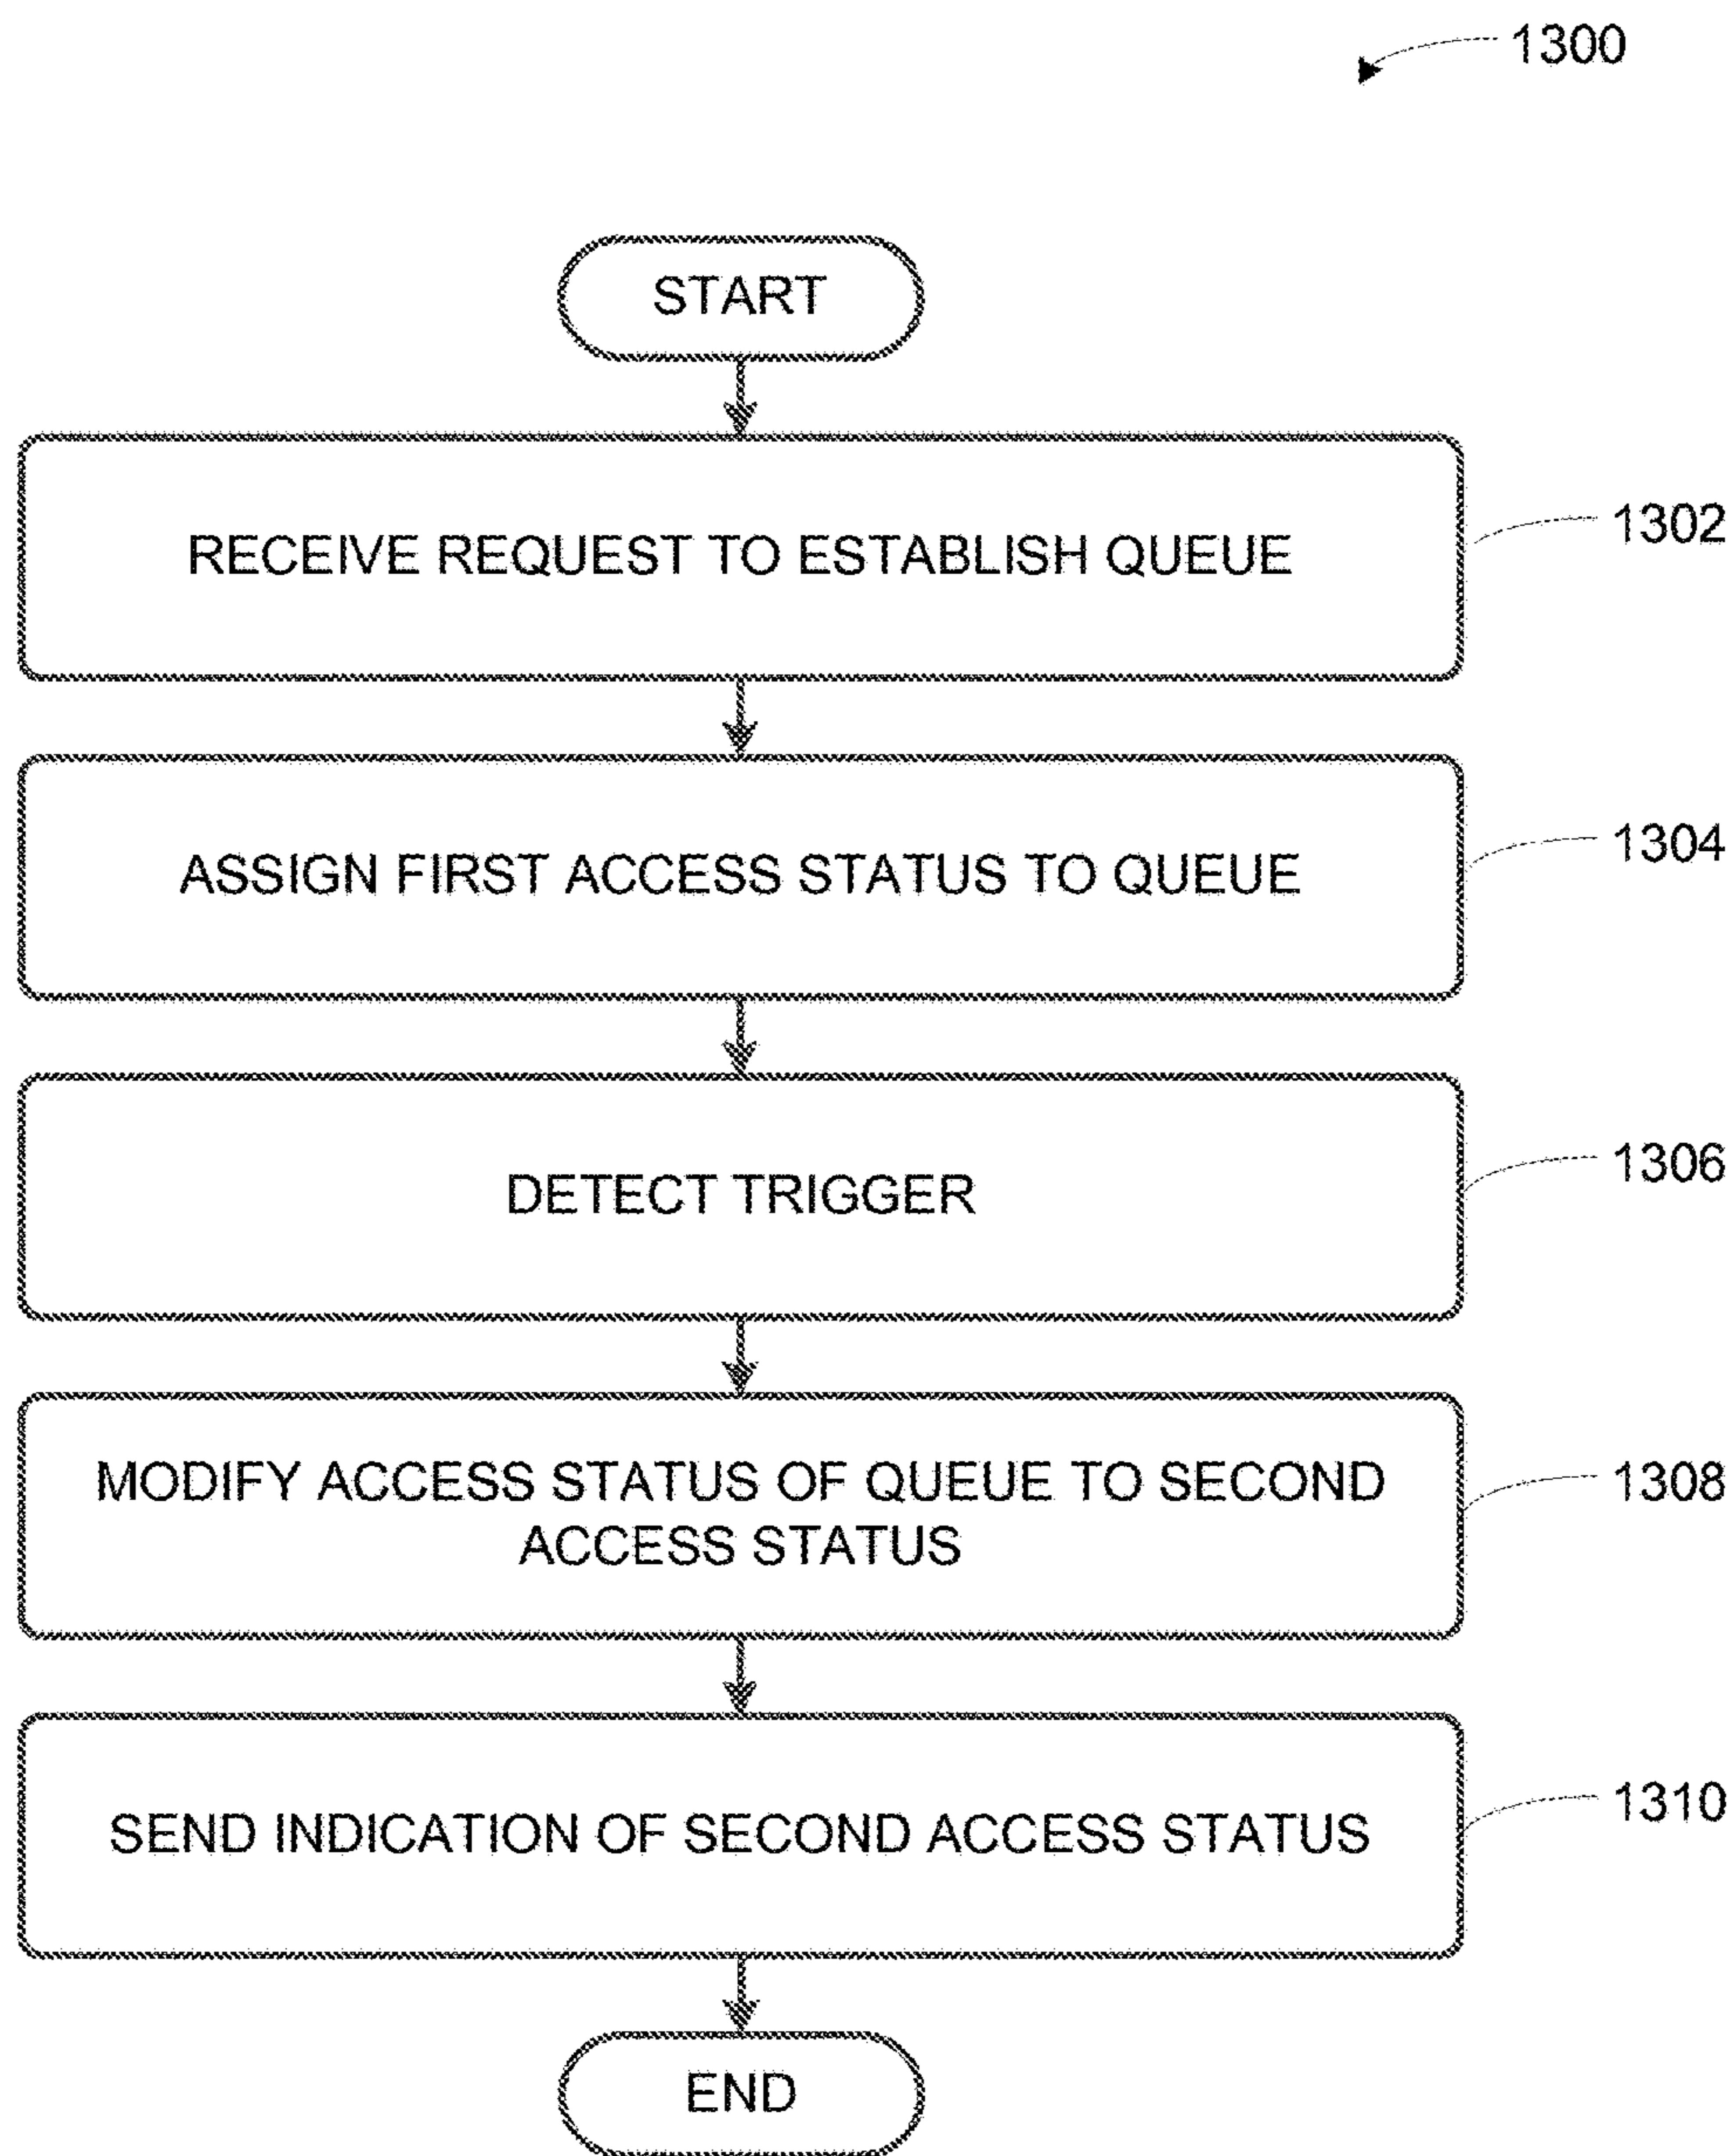 1300
START
RECEIVE REQUEST TO ESTABLISH QUEUE
1302
ASSIGN FIRST ACCESS STATUS TO QUEUE
1304
DETECT TRIGGER
1306
MODIFY ACCESS STATUS OF QUEUE TO SECOND
ACCESS STATUS
1308
SEND INDICATION OF SECOND ACCESS STATUS
1310
END